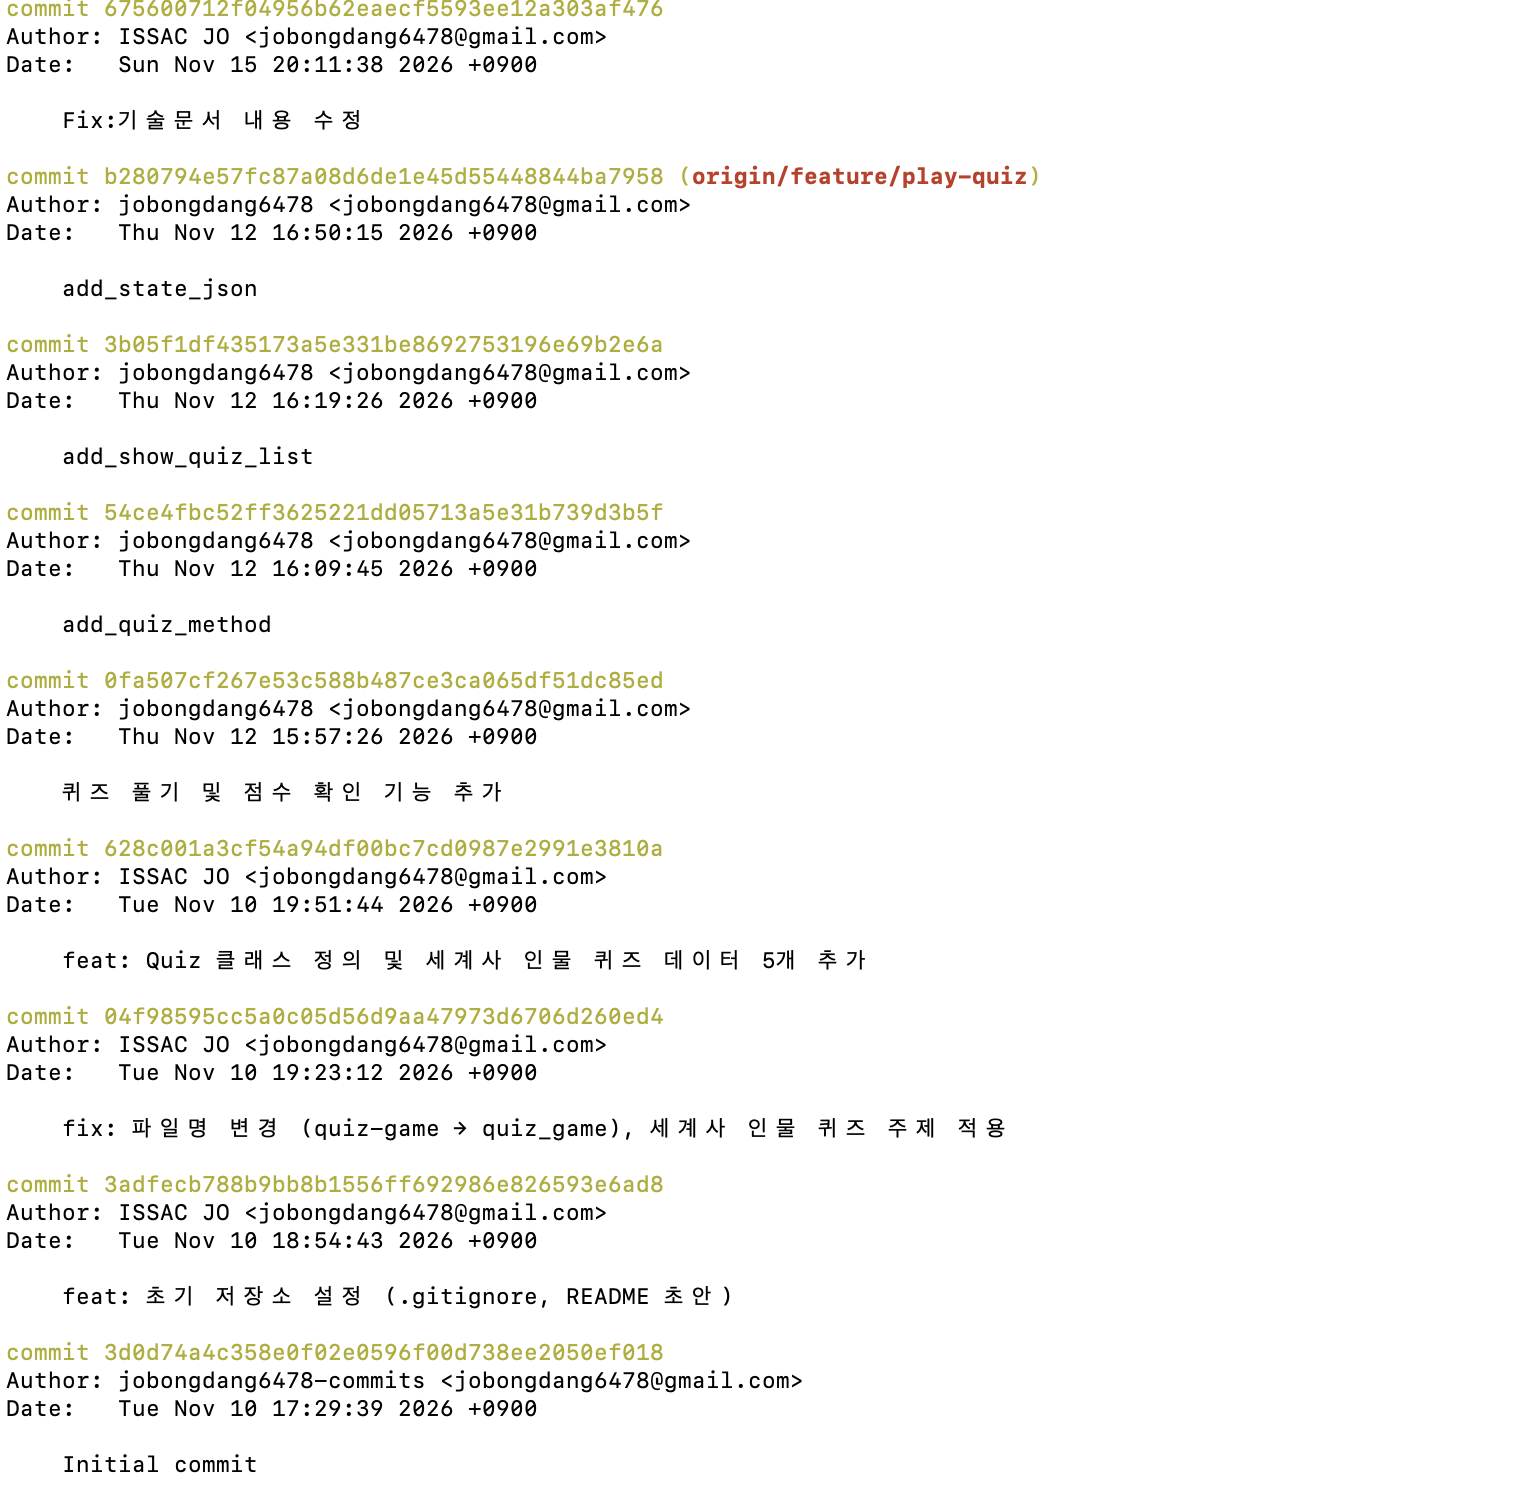 commit 675600712f04956b62eaecf5593ee12a303af476
Author: ISSAC JO <jobongdang6478@gmail.com>
Date:   Sun Nov 15 20:11:38 2026 +0900
Fix:기술문서 내용 수정
commit b280794e57fc87a08d6de1e45d55448844ba7958 (origin/feature/play-quiz)
Author: jobongdang6478 <jobongdang6478@gmail.com>
Date:   Thu Nov 12 16:50:15 2026 +0900
add_state_json
commit 3b05f1df435173a5e331be8692753196e69b2e6a
Author: jobongdang6478 <jobongdang6478@gmail.com>
Date:   Thu Nov 12 16:19:26 2026 +0900
add_show_quiz_list
commit 54ce4fbc52ff3625221dd05713a5e31b739d3b5f
Author: jobongdang6478 <jobongdang6478@gmail.com>
Date:   Thu Nov 12 16:09:45 2026 +0900
add_quiz_method
commit 0fa507cf267e53c588b487ce3ca065df51dc85ed
Author: jobongdang6478 <jobongdang6478@gmail.com>
Date:   Thu Nov 12 15:57:26 2026 +0900
퀴즈 풀기 및 점수 확인 기능 추가
commit 628c001a3cf54a94df00bc7cd0987e2991e3810a
Author: ISSAC JO <jobongdang6478@gmail.com>
Date:   Tue Nov 10 19:51:44 2026 +0900
feat: Quiz 클래스 정의 및 세계사 인물 퀴즈 데이터 5개 추가
commit 04f98595cc5a0c05d56d9aa47973d6706d260ed4
Author: ISSAC JO <jobongdang6478@gmail.com>
Date:   Tue Nov 10 19:23:12 2026 +0900
fix: 파일명 변경 (quiz-game → quiz_game), 세계사 인물 퀴즈 주제 적용
commit 3adfecb788b9bb8b1556ff692986e826593e6ad8
Author: ISSAC JO <jobongdang6478@gmail.com>
Date:   Tue Nov 10 18:54:43 2026 +0900
feat: 초기 저장소 설정 (.gitignore, README 초안)
commit 3d0d74a4c358e0f02e0596f00d738ee2050ef018
Author: jobongdang6478-commits <jobongdang6478@gmail.com>
Date:   Tue Nov 10 17:29:39 2026 +0900
Initial commit